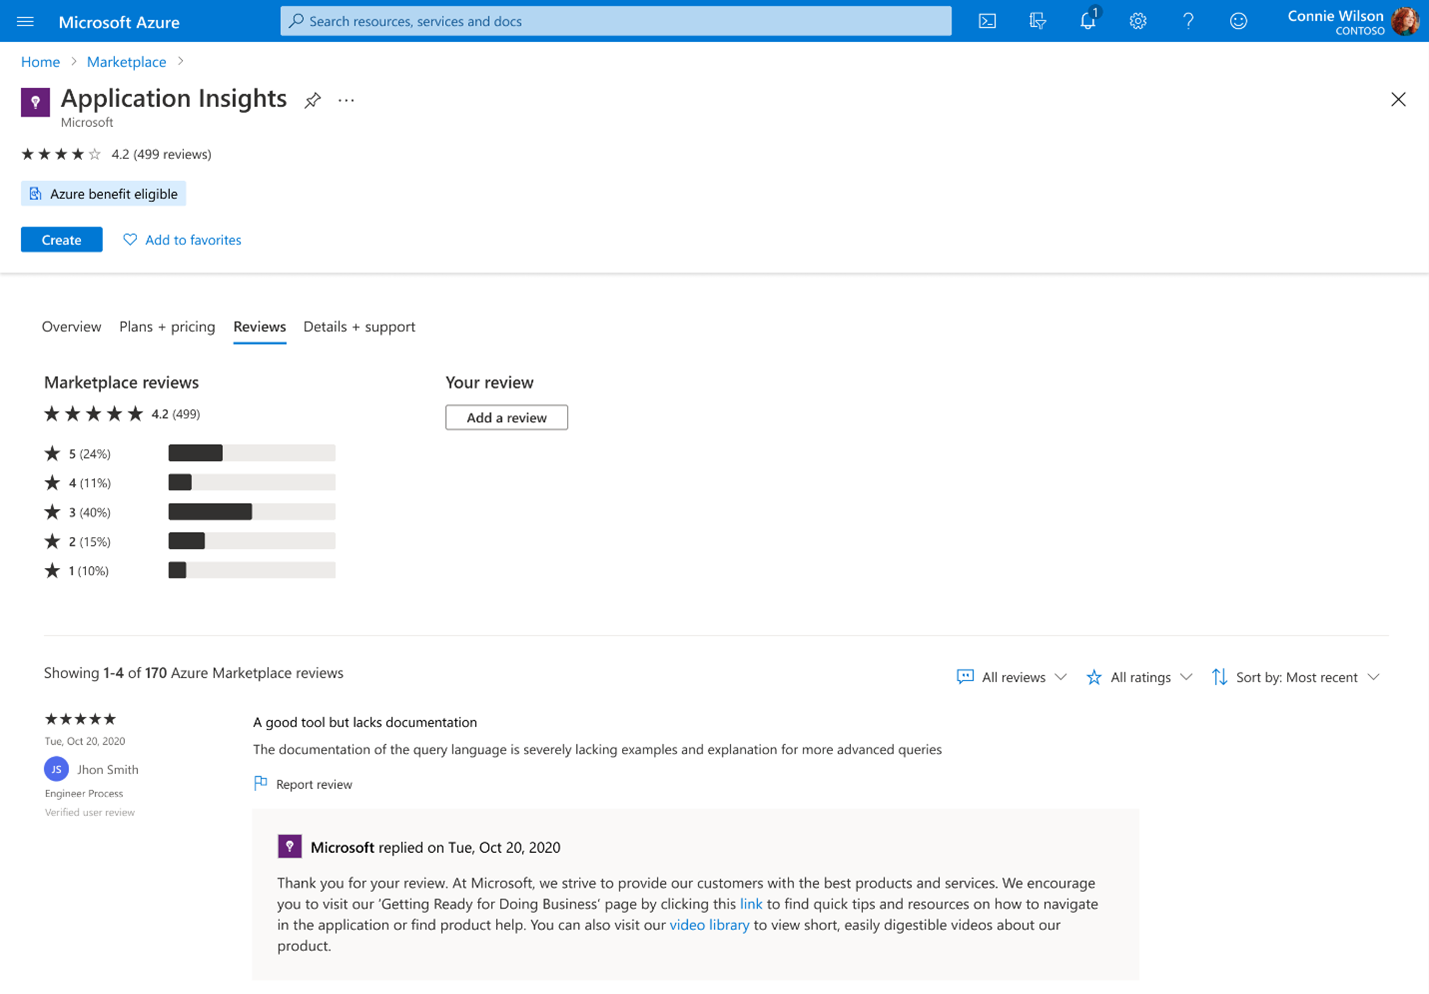 Microsoft Azure
Search resources, services and docs
1
Connie Wilson
CONTOSO
Home > Marketplace >
Application Insights
Microsoft
4.2 (499 reviews)
Azure benefit eligible
Create
Add to favorites
Overview
Plans + pricing
Reviews
Details + support
Marketplace reviews
4.2 (499)
5 (24%)
4 (11%)
3 (40%)
2 (15%)
1 (10%)
Your review
Add a review
Showing 1-4 of 170 Azure Marketplace reviews
All reviews
All ratings
Sort by: Most recent
Tue, Oct 20, 2020
JS
Jhon Smith
Engineer Process
Verified user review
A good tool but lacks documentation
The documentation of the query language is severely lacking examples and explanation for more advanced queries
Report review
Microsoft replied on Tue, Oct 20, 2020
Thank you for your review. At Microsoft, we strive to provide our customers with the best products and services. We encourage
you to visit our ‘Getting Ready for Doing Business’ page by clicking this link to find quick tips and resources on how to navigate
in the application or find product help. You can also visit our video library to view short, easily digestible videos about our
product.